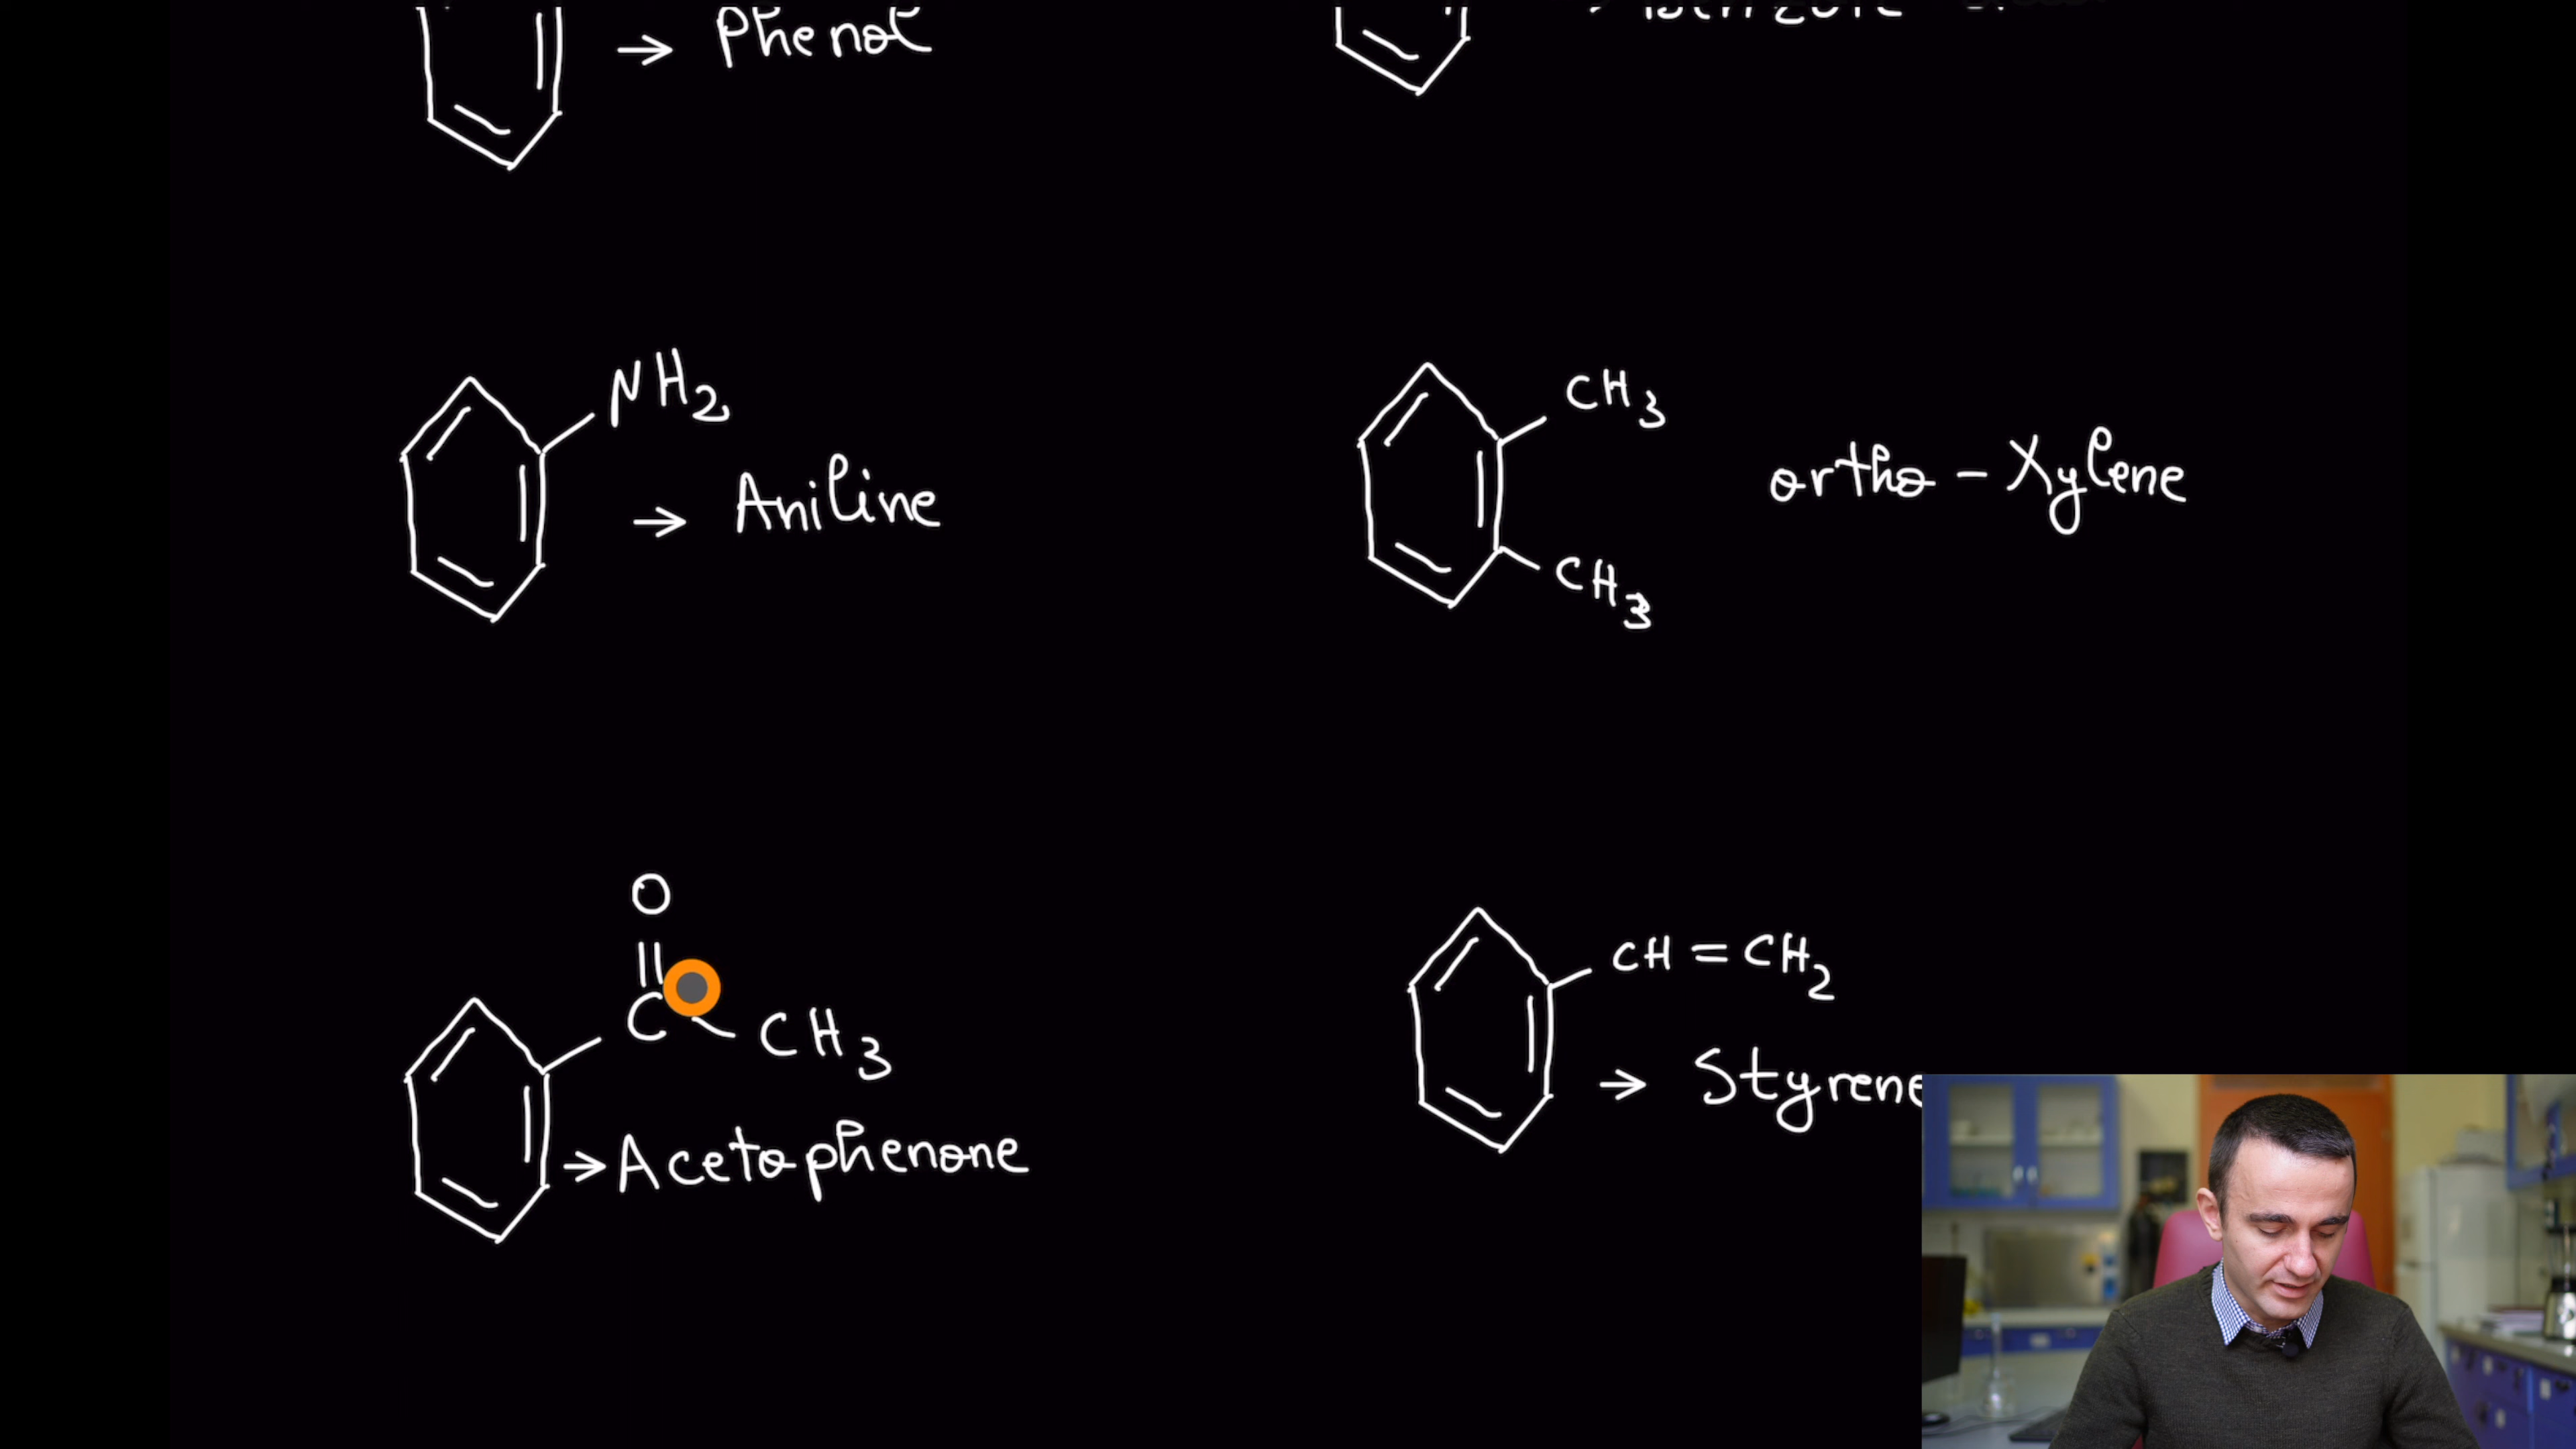 → Phenol
NH2
→ Aniline
CH3
ortho - Xylene
CH3
O
C
CH3
→ Acetophenone
CH = CH2
→ Styrene